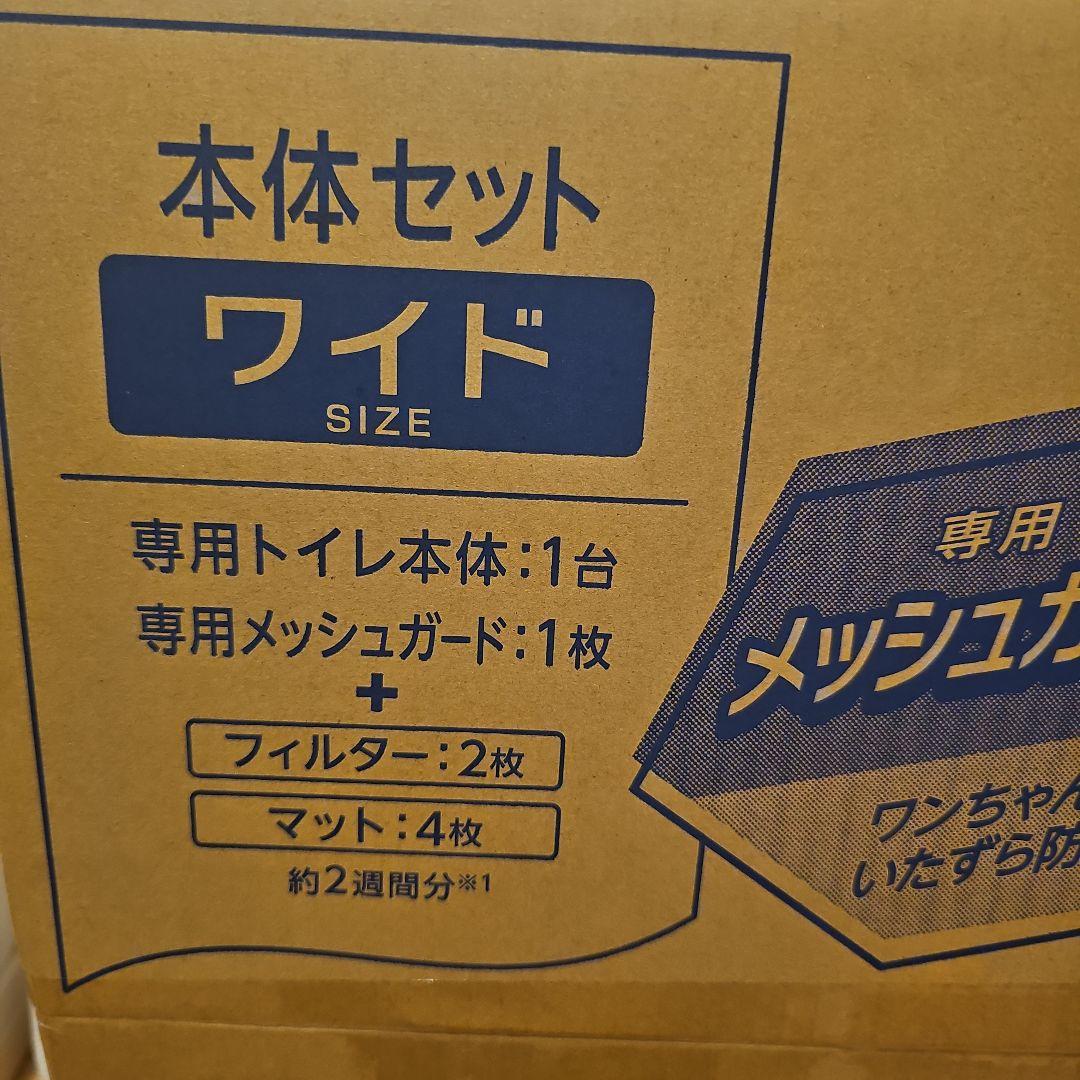 本体セット
ワイド
SIZE
専用トイレ本体:1台
専用メッシュガード:1枚
+
フィルター:2枚
マット:4枚
約2週間分※1
専用
メッシュガ
ワンちゃん
いたずら防